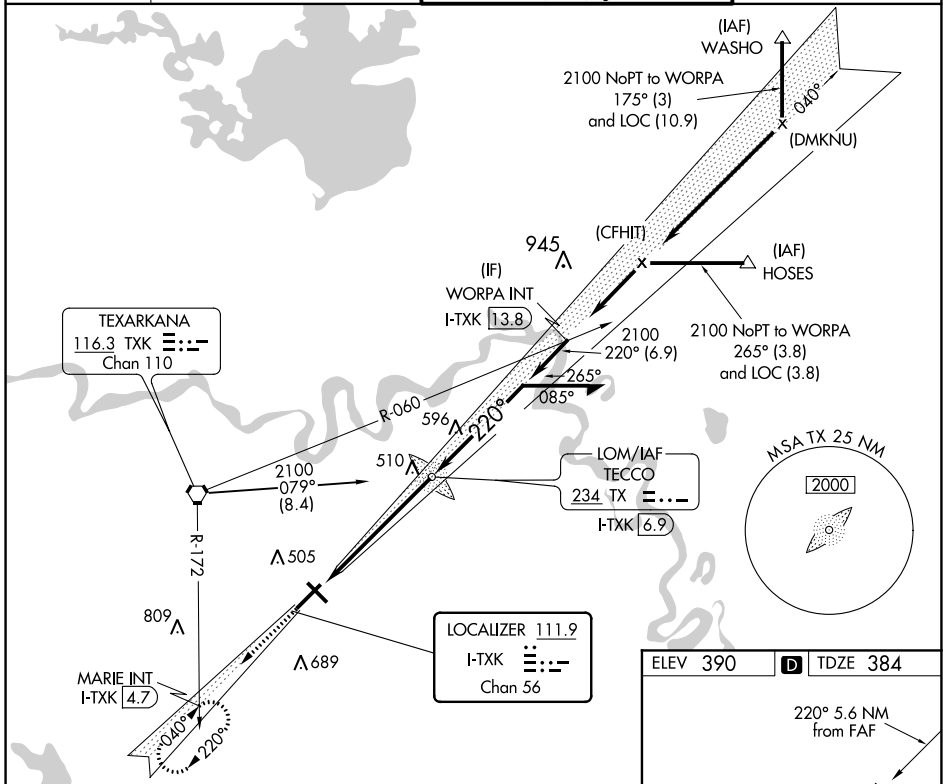 (IAF)
WASHO
2100 NoPT to WORPA
175° (3)
and LOC (10.9)
040°
(DMKNU)
(CFHIT)
945
(IAF)
HOSES
(IF)
WORPA INT
I-TXK 13.8
2100
220° (6.9)
2100 NoPT to WORPA
265° (3.8)
and LOC (3.8)
TEXARKANA
116.3 TXK
Chan 110
265°
085°
R-060
596
220°
MSA TX 25 NM
2000
510
LOM/IAF
TECCO
234 TX
I-TXK 6.9
2100
079°
(8.4)
R-172
505
809
LOCALIZER 111.9
I-TXK
Chan 56
689
MARIE INT
I-TXK 4.7
040°
220°
ELEV 390 D TDZE 384
220° 5.6 NM
from FAF